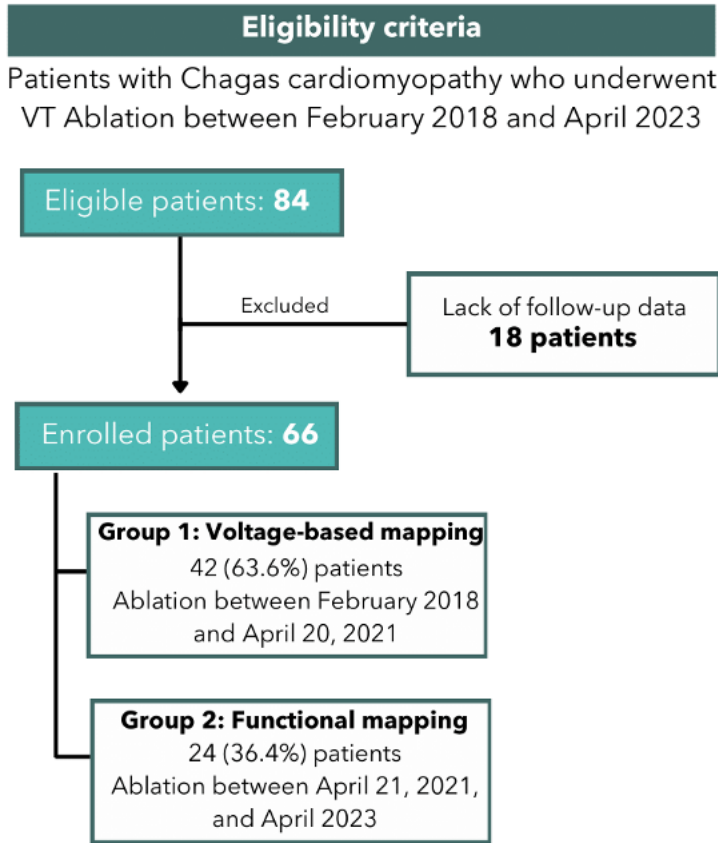 Eligibility criteria
Patients with Chagas cardiomyopathy who underwent
VT Ablation between February 2018 and April 2023
Eligible patients: 84
Excluded
Lack of follow-up data
18 patients
Enrolled patients: 66
Group 1: Voltage-based mapping
42 (63.6%) patients
Ablation between February 2018
and April 20, 2021
Group 2: Functional mapping
24 (36.4%) patients
Ablation between April 21, 2021,
and April 2023